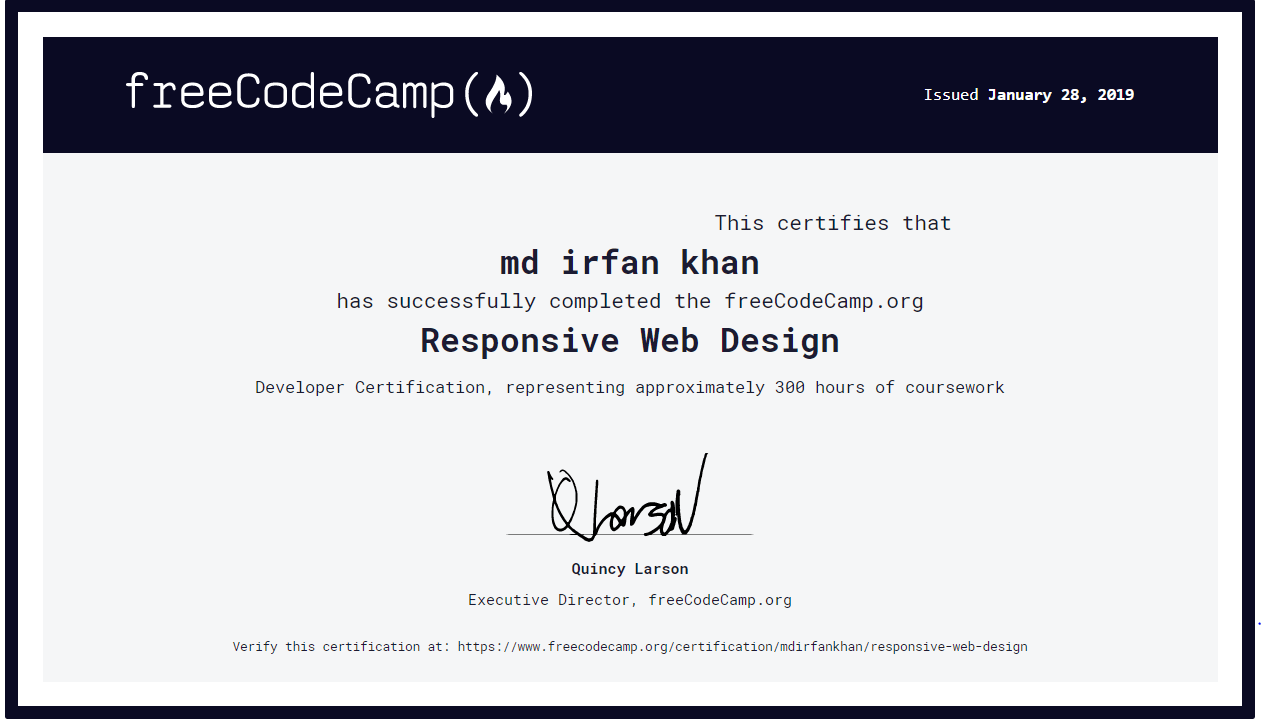 freeCodeCamp(🔥)
Issued January 28, 2019
This certifies that
md irfan khan
has successfully completed the freeCodeCamp.org
Responsive Web Design
Developer Certification, representing approximately 300 hours of coursework
Q Larson
Quincy Larson
Executive Director, freeCodeCamp.org
Verify this certification at: https://www.freecodecamp.org/certification/mdirfankhan/responsive-web-design